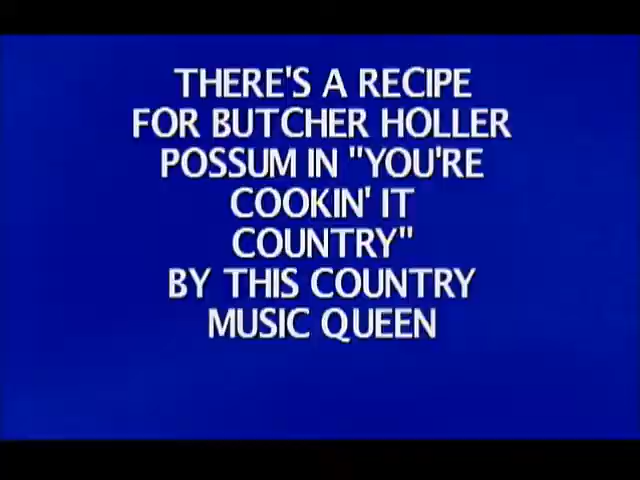 THERE'S A RECIPE
FOR BUTCHER HOLLER
POSSUM IN "YOU'RE
COOKIN' IT
COUNTRY"
BY THIS COUNTRY
MUSIC QUEEN